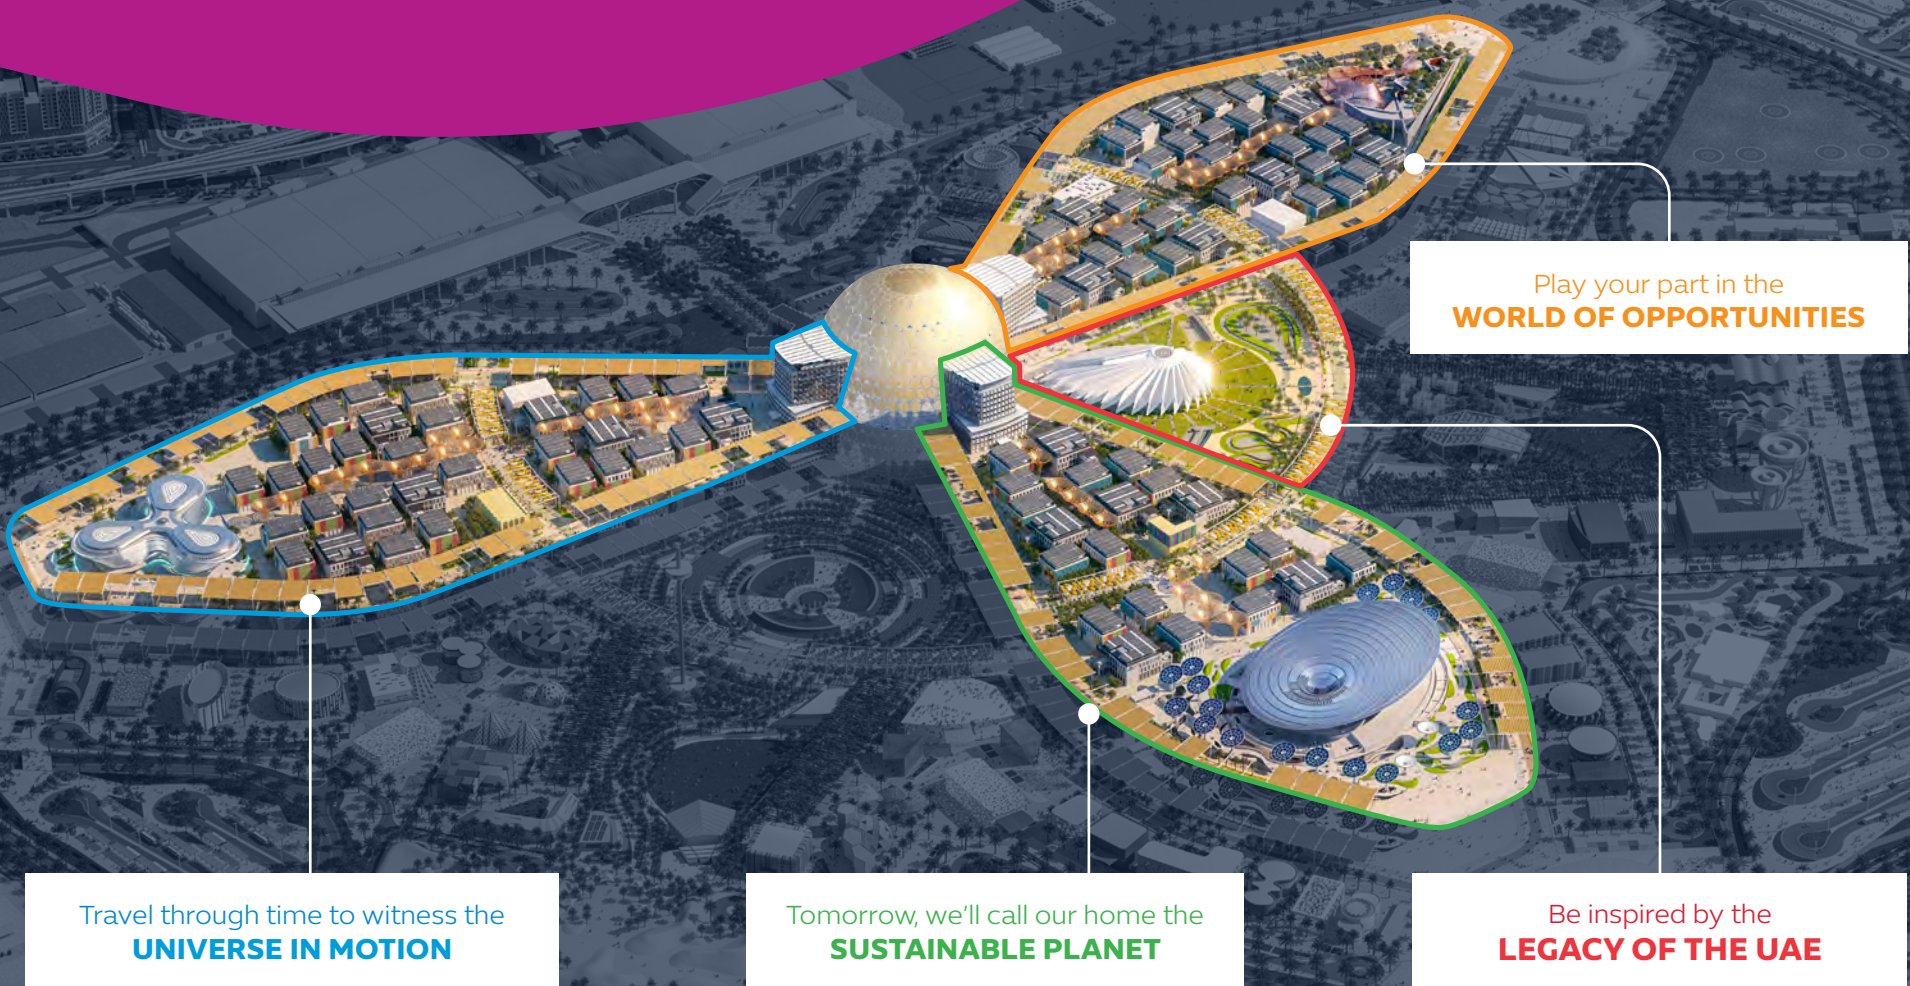 Play your part in the
WORLD OF OPPORTUNITIES
Travel through time to witness the
UNIVERSE IN MOTION
Tomorrow, we'll call our home the
SUSTAINABLE PLANET
Be inspired by the
LEGACY OF THE UAE